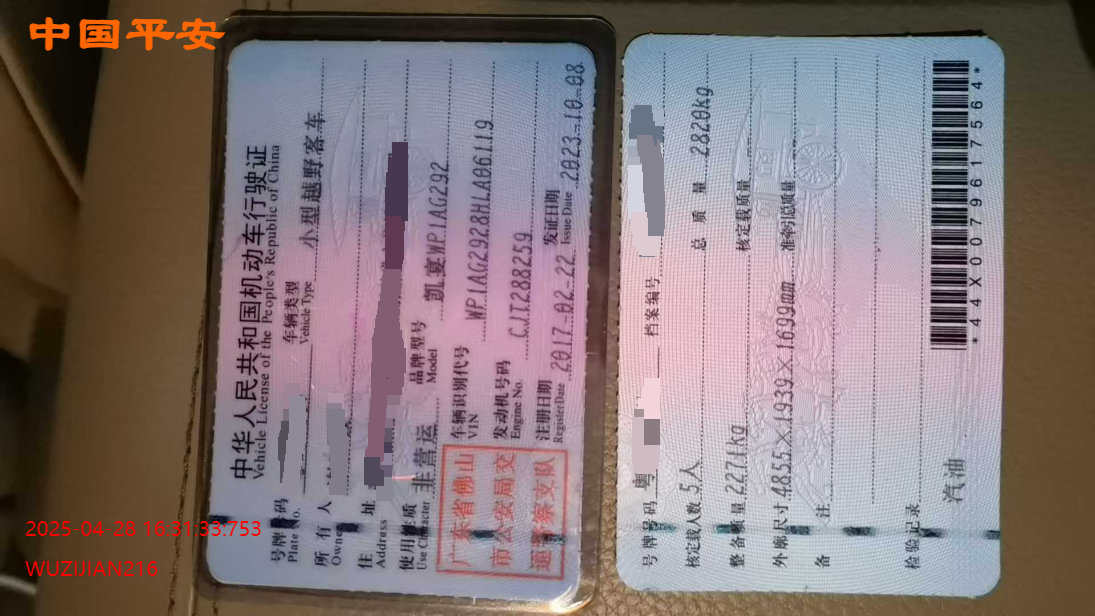 中国平安
中华人民共和国机动车行驶证
Vehicle License of the People's Republic of China
号牌号码
Plate No.
车辆类型 小型越野客车
Vehicle Type
所有人
Owner
住址
Address
使用性质 非营运
Use Character
品牌型号 凯宴WP1AG292
Model
广东省佛山
市公安局交
通警察支队
车辆识别代号 WP1AG2928HLA06119
VIN
发动机号码 CJT288259
Engine No.
注册日期 2017-02-22
Register Date
发证日期 2023-10-08
Issue Date
号牌号码 粤
档案编号
核定载人数 5人
总质量 2820kg
整备质量 2271kg
核定载质量
外廓尺寸 4855×1939×1699mm
准牵引总质量
备注
检验记录
汽油
*44X0079617564*
2025-04-28 16:31:33:753
WUZIJIAN216